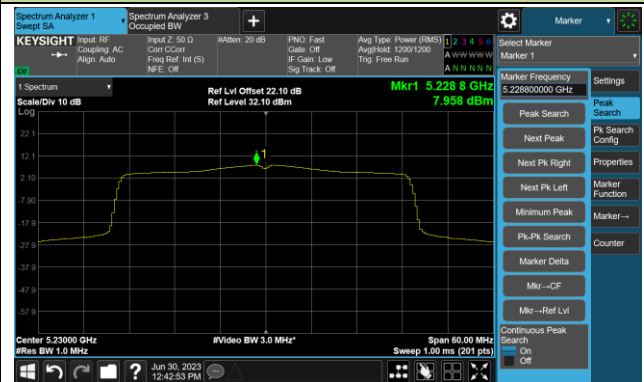 Spectrum Analyzer 1
Swept SA
Spectrum Analyzer 3
Occupied BW
+
Marker
KEYSIGHT
Input: RF
Coupling: AC
Align: Auto
Input Z: 50 Ω
Corr CCorr
Freq Ref: Int (S)
NFE: Off
#Atten: 20 dB
PNO: Fast
Gate: Off
IF Gain: Low
Sig Track: Off
Avg Type: Power (RMS)
Avg|Hold: 1200/1200
Trig: Free Run
1 2 3 4 5 6
A W W W W W
A N N N N N
LXI
Select Marker
Marker 1
1 Spectrum
Scale/Div 10 dB
Log
Ref Lvl Offset 22.10 dB
Ref Level 32.10 dBm
Mkr1 5.228 8 GHz
7.958 dBm
22.1
12.1
2.10
-7.90
-17.9
-27.9
-37.9
-47.9
-57.9
1
Center 5.23000 GHz
#Res BW 1.0 MHz
#Video BW 3.0 MHz*
Span 60.00 MHz
Sweep 1.00 ms (201 pts)
Marker Frequency
5.228800000 GHz
Peak Search
Next Peak
Next Pk Right
Next Pk Left
Minimum Peak
Pk-Pk Search
Marker Delta
Mkr→CF
Mkr→Ref Lvl
Continuous Peak
Search
On
Off
Settings
Peak
Search
Pk Search
Config
Properties
Marker
Function
Marker→
Counter
?
Jun 30, 2023
12:42:53 PM